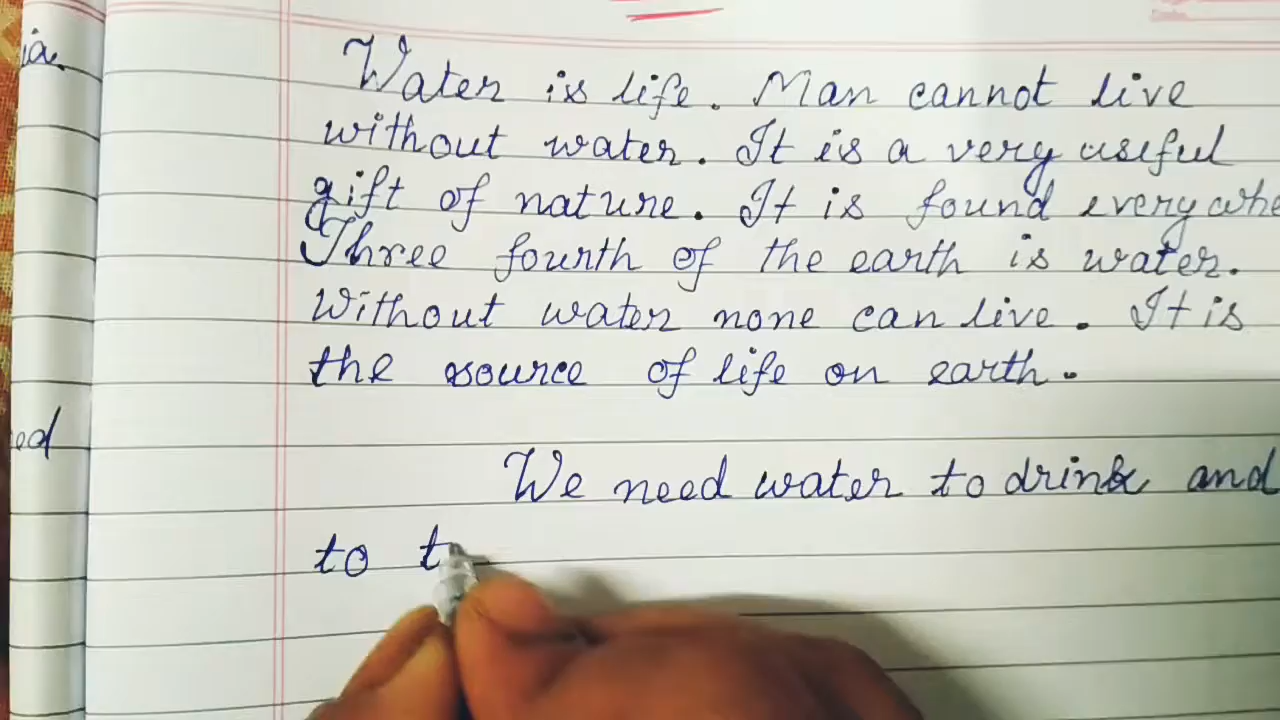 ia.
Water is life. Man cannot live
without water. It is a very useful
gift of nature. It is found everywhe
Three fourth of the earth is water.
Without water none can live. It is
the source of life on earth.
ed
We need water to drink and
to t